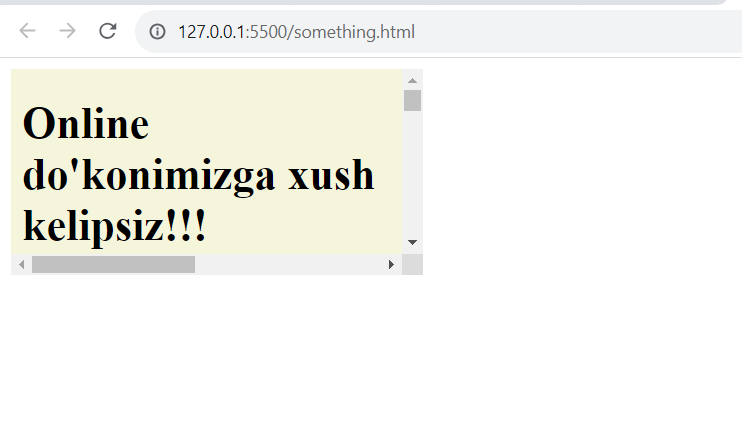 127.0.0.1:5500/something.html
Online
do'konimizga xush
kelipsiz!!!